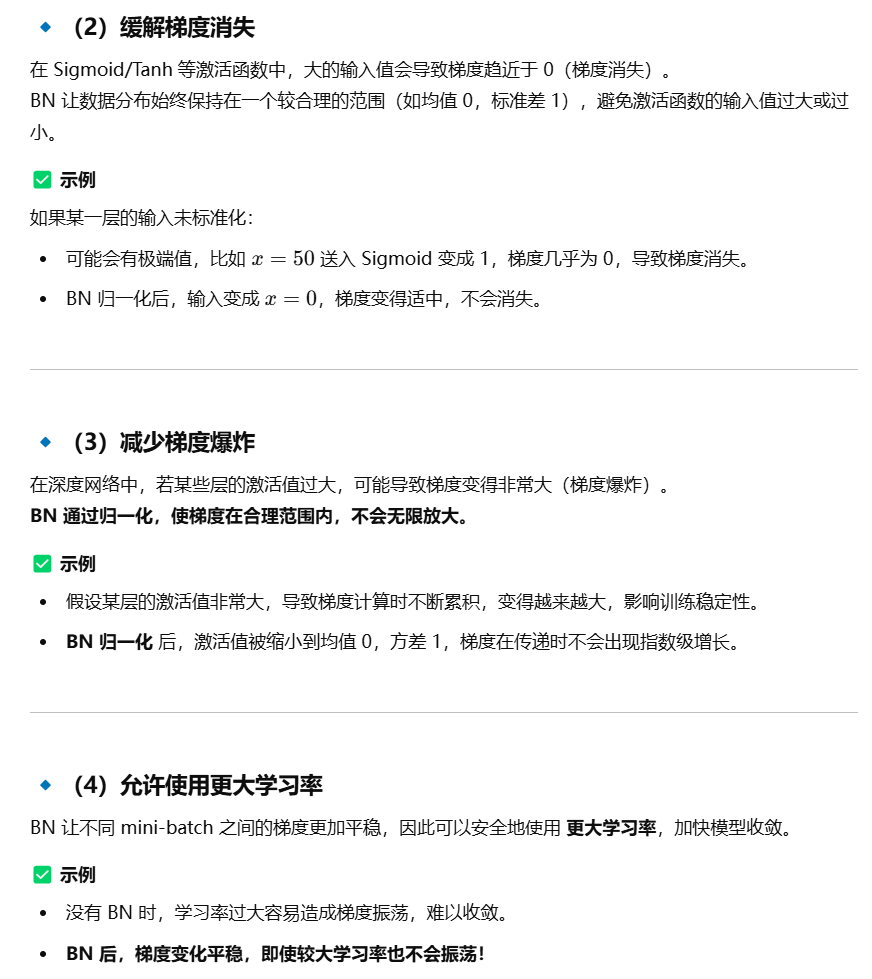 （2）缓解梯度消失
在 Sigmoid/Tanh 等激活函数中，大的输入值会导致梯度趋近于 0（梯度消失）。
BN 让数据分布始终保持在一个较合理的范围（如均值 0，标准差 1），避免激活函数的输入值过大或过
小。
示例
如果某一层的输入未标准化：
可能会有极端值，比如 x = 50 送入 Sigmoid 变成 1，梯度几乎为 0，导致梯度消失。
BN 归一化后，输入变成 x = 0，梯度变得适中，不会消失。
（3）减少梯度爆炸
在深度网络中，若某些层的激活值过大，可能导致梯度变得非常大（梯度爆炸）。
BN 通过归一化，使梯度在合理范围内，不会无限放大。
示例
假设某层的激活值非常大，导致梯度计算时不断累积，变得越来越大，影响训练稳定性。
BN 归一化 后，激活值被缩小到均值 0，方差 1，梯度在传递时不会出现指数级增长。
（4）允许使用更大学习率
BN 让不同 mini-batch 之间的梯度更加平稳，因此可以安全地使用 更大学习率，加快模型收敛。
示例
没有 BN 时，学习率过大容易造成梯度振荡，难以收敛。
BN 后，梯度变化平稳，即使较大学习率也不会振荡！